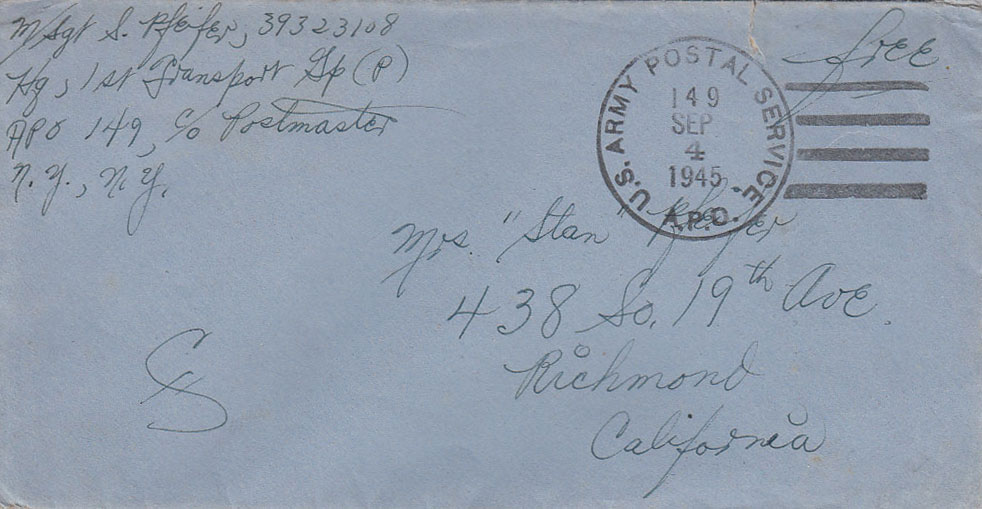 M/Sgt S. Pfeifer, 39323108
Hq, 1st Transport Gp (P)
APO 149, c/o Postmaster
N.Y., N.Y.
free
U.S. ARMY POSTAL SERVICE
149
SEP
4
1945
A.P.O.
Mrs. "Stan" Pfeifer
438 So. 19th Ave.
Richmond
California